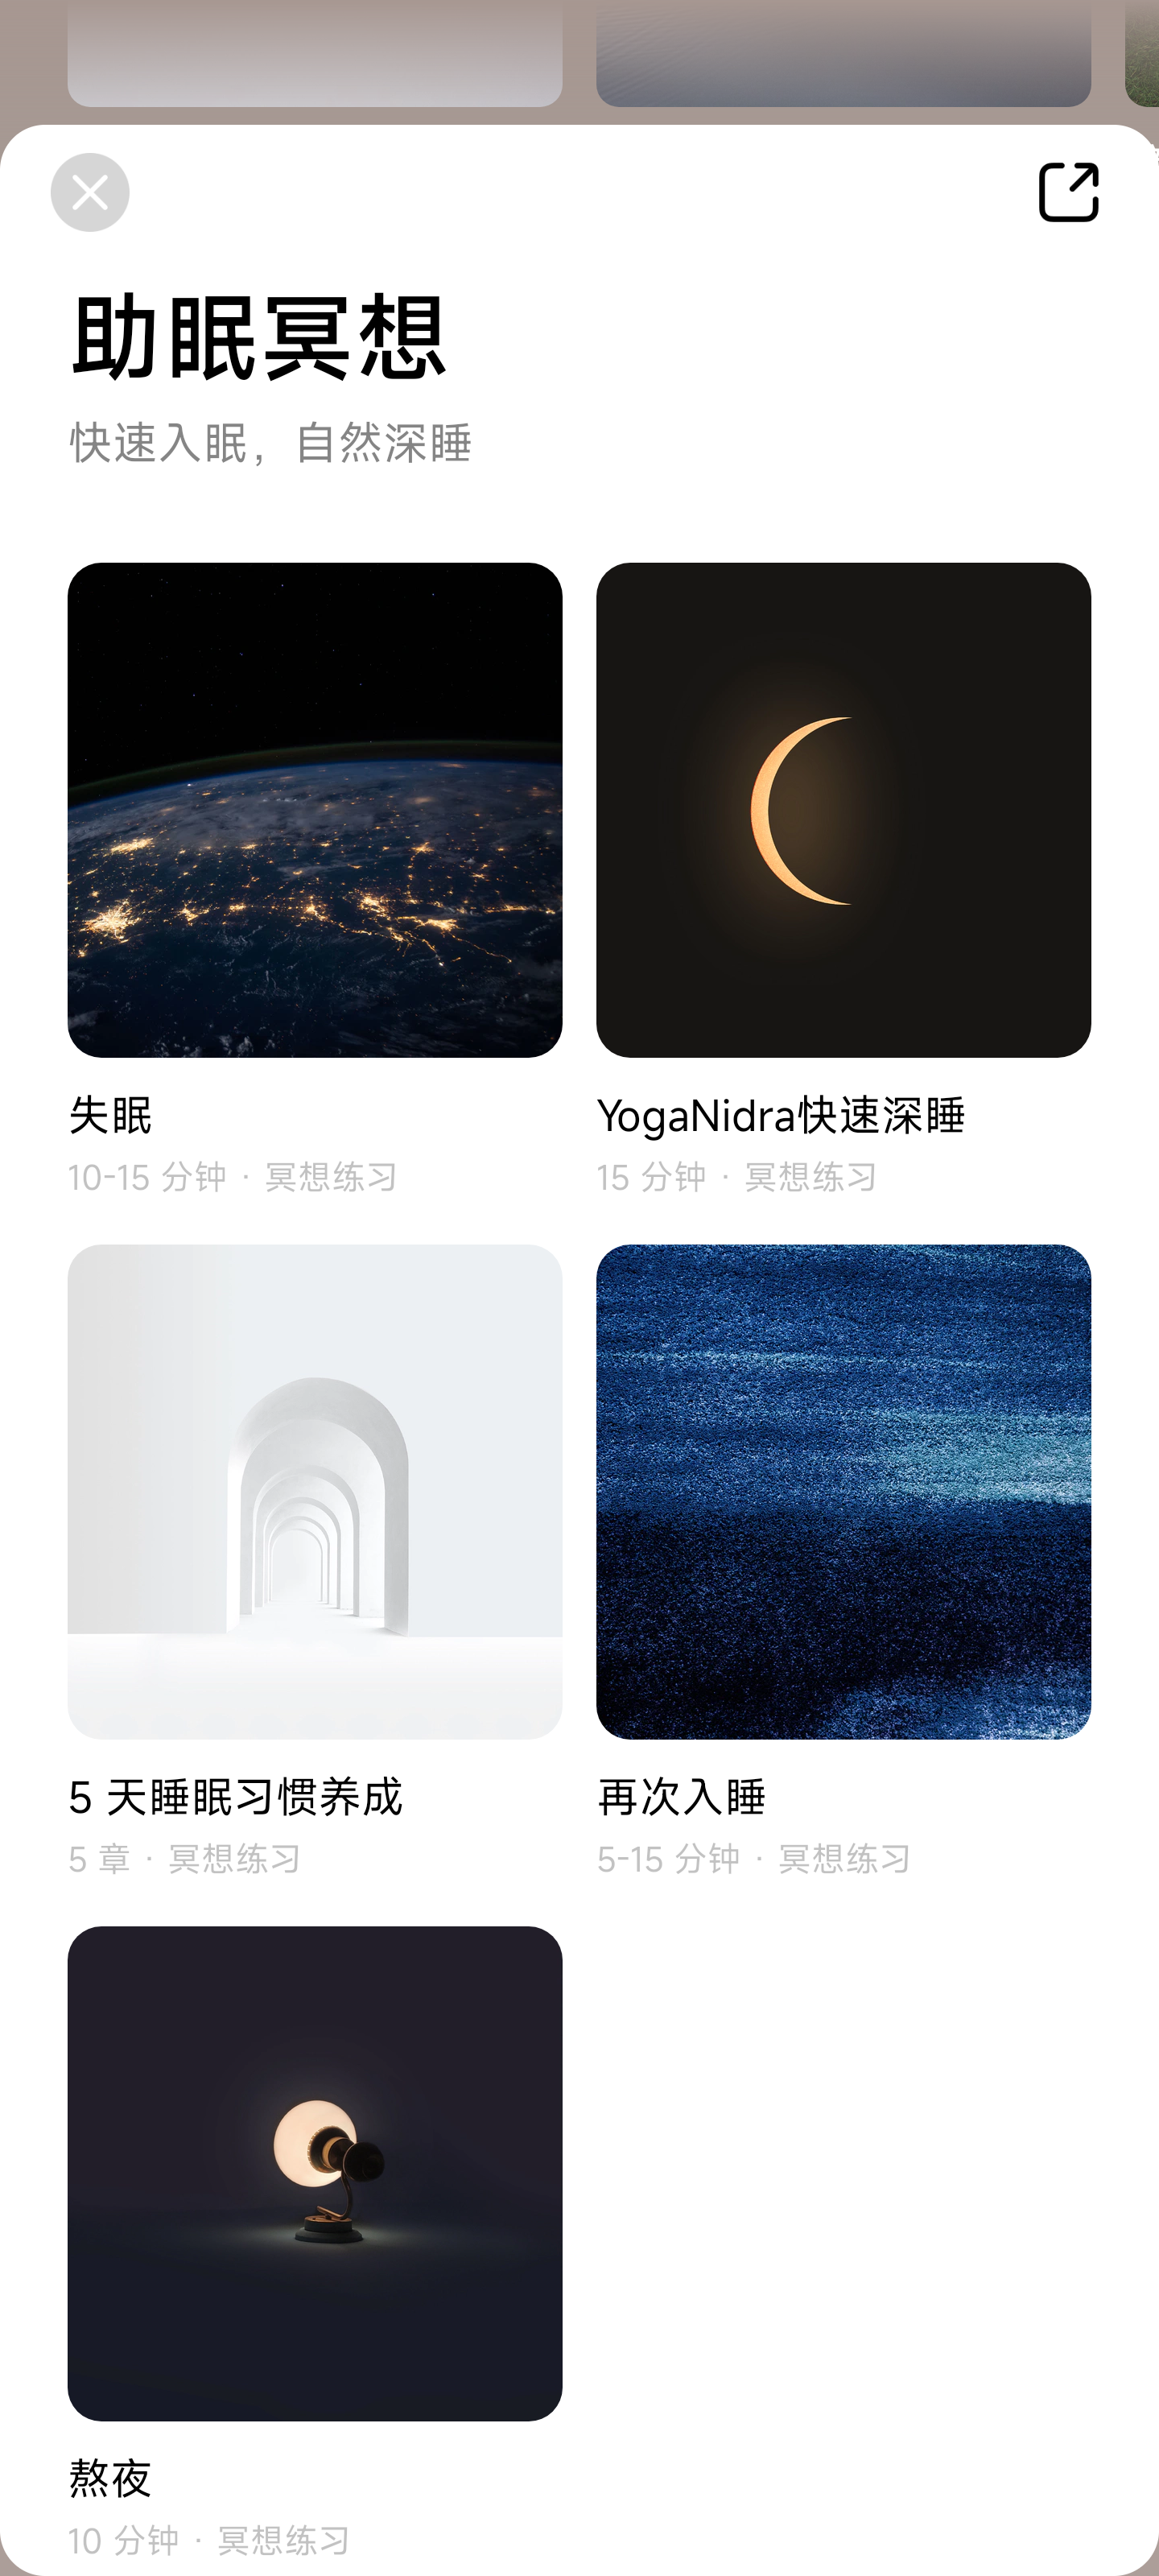 助眠冥想
快速入眠，自然深睡
失眠
10-15 分钟 · 冥想练习
YogaNidra快速深睡
15 分钟 · 冥想练习
5 天睡眠习惯养成
5 章 · 冥想练习
再次入睡
5-15 分钟 · 冥想练习
熬夜
10 分钟 · 冥想练习